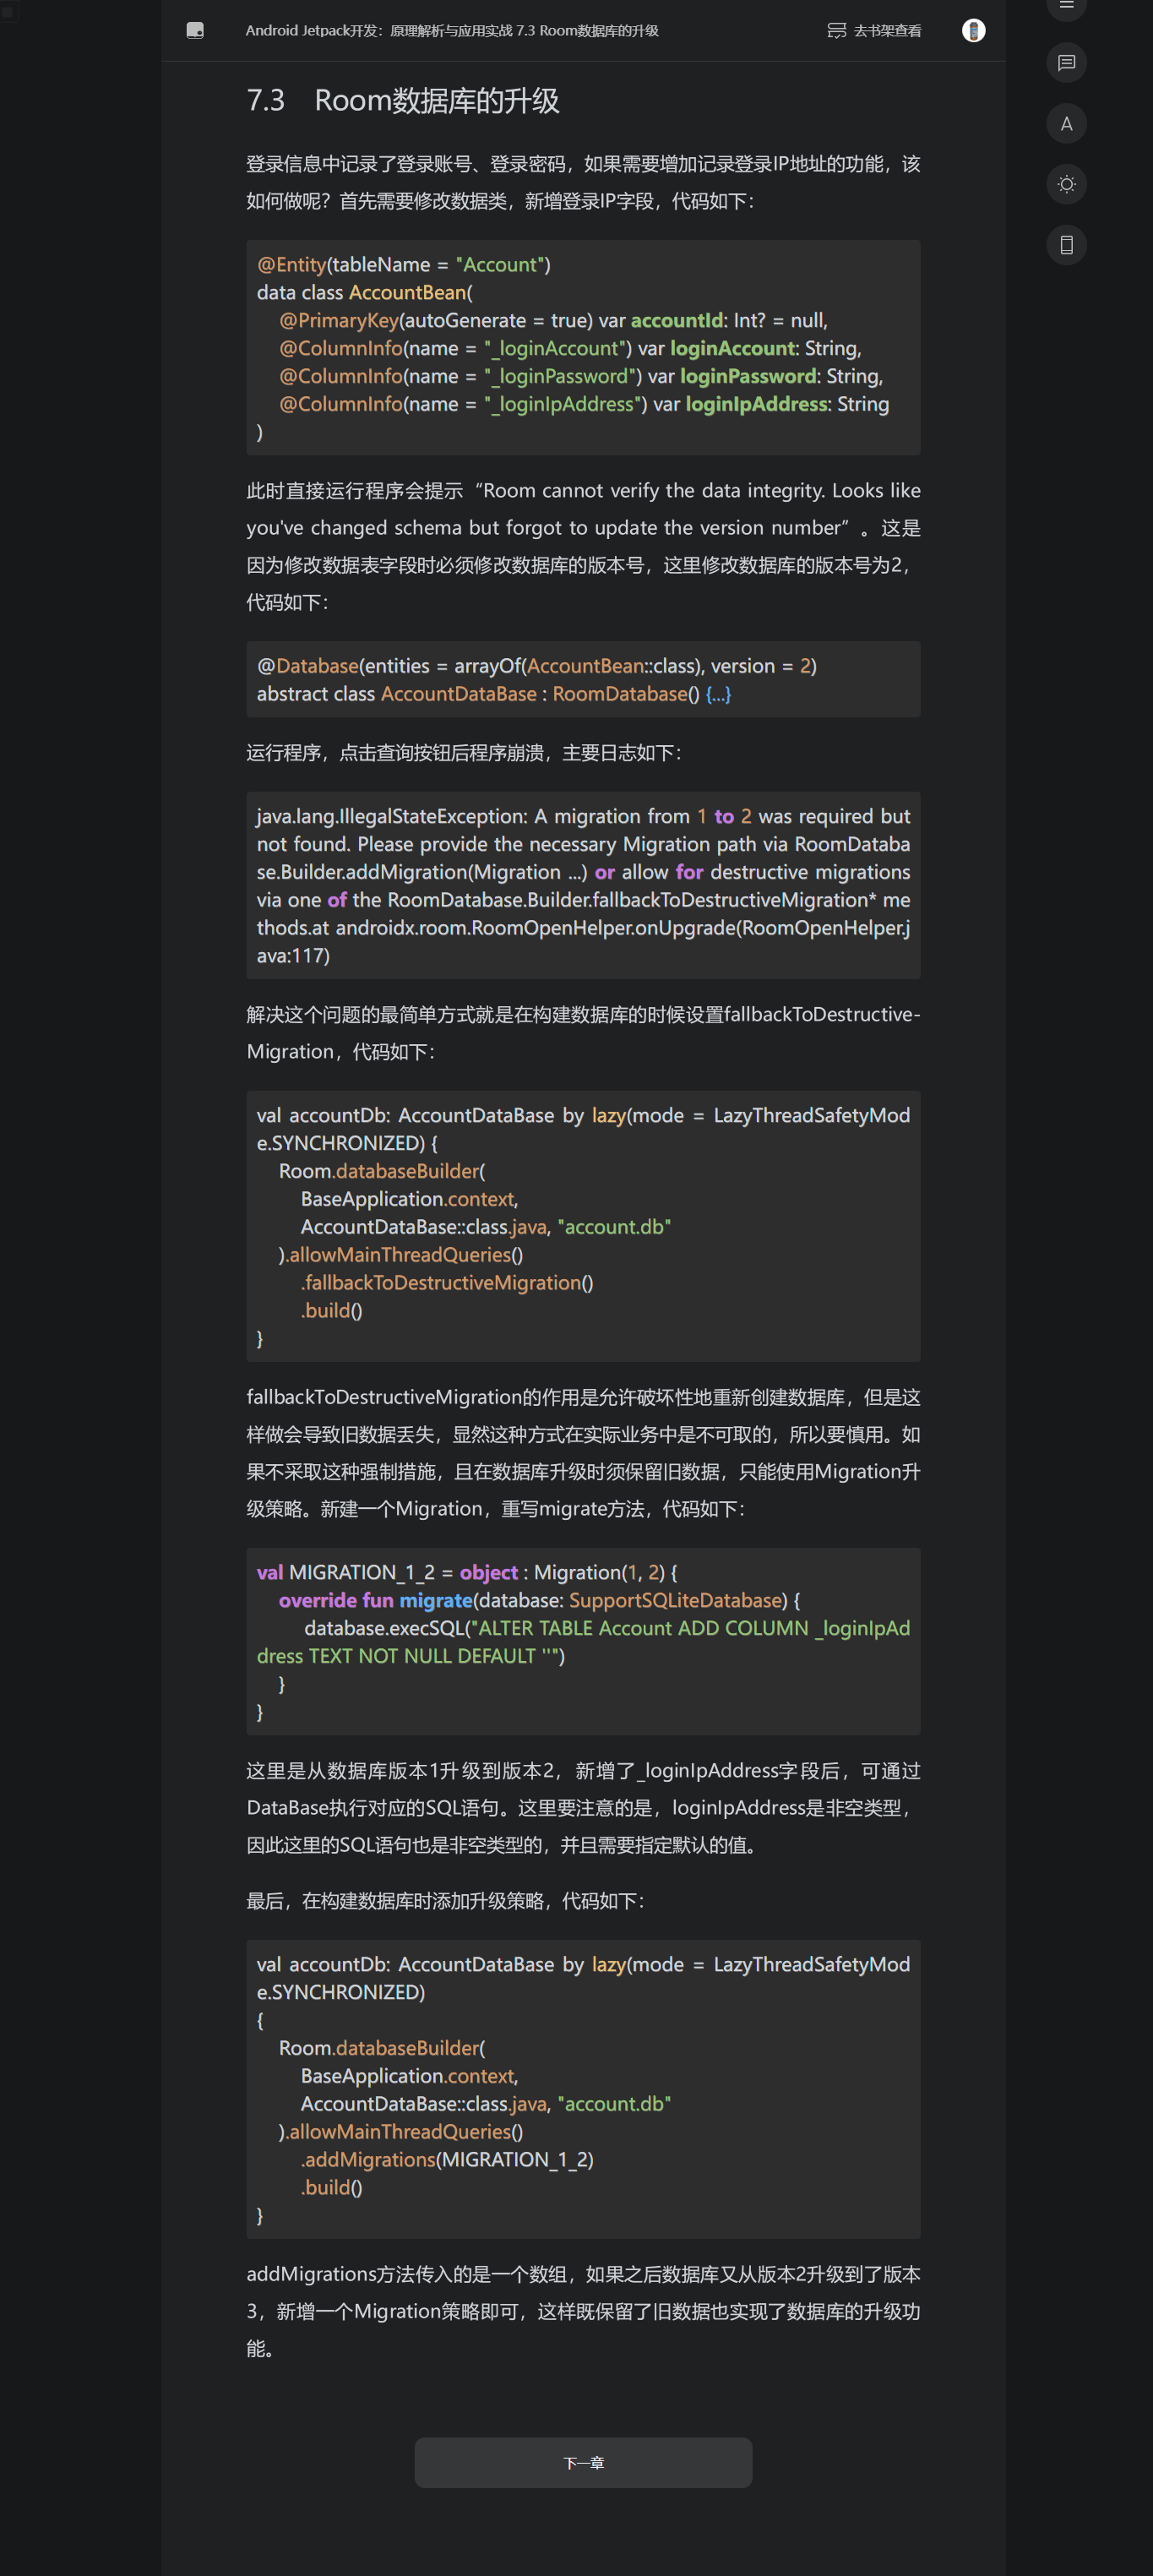 Android Jetpack开发：原理解析与应用实战 7.3 Room数据库的升级
去书架查看
7.3 Room数据库的升级
登录信息中记录了登录账号、登录密码，如果需要增加记录登录IP地址的功能，该
如何做呢？首先需要修改数据类，新增登录IP字段，代码如下：
@Entity(tableName = "Account")
data class AccountBean(
    @PrimaryKey(autoGenerate = true) var accountId: Int? = null,
    @ColumnInfo(name = "_loginAccount") var loginAccount: String,
    @ColumnInfo(name = "_loginPassword") var loginPassword: String,
    @ColumnInfo(name = "_loginIpAddress") var loginIpAddress: String
)
此时直接运行程序会提示“Room cannot verify the data integrity. Looks like
you've changed schema but forgot to update the version number”。这是
因为修改数据表字段时必须修改数据库的版本号，这里修改数据库的版本号为2，
代码如下：
@Database(entities = arrayOf(AccountBean::class), version = 2)
abstract class AccountDataBase : RoomDatabase() {...}
运行程序，点击查询按钮后程序崩溃，主要日志如下：
java.lang.IllegalStateException: A migration from 1 to 2 was required but
not found. Please provide the necessary Migration path via RoomDataba
se.Builder.addMigration(Migration ...) or allow for destructive migrations
via one of the RoomDatabase.Builder.fallbackToDestructiveMigration* me
thods.at androidx.room.RoomOpenHelper.onUpgrade(RoomOpenHelper.j
ava:117)
解决这个问题的最简单方式就是在构建数据库的时候设置fallbackToDestructive-
Migration，代码如下：
val accountDb: AccountDataBase by lazy(mode = LazyThreadSafetyMod
e.SYNCHRONIZED) {
    Room.databaseBuilder(
        BaseApplication.context,
        AccountDataBase::class.java, "account.db"
    ).allowMainThreadQueries()
        .fallbackToDestructiveMigration()
        .build()
}
fallbackToDestructiveMigration的作用是允许破坏性地重新创建数据库，但是这
样做会导致旧数据丢失，显然这种方式在实际业务中是不可取的，所以要慎用。如
果不采取这种强制措施，且在数据库升级时须保留旧数据，只能使用Migration升
级策略。新建一个Migration，重写migrate方法，代码如下：
val MIGRATION_1_2 = object : Migration(1, 2) {
    override fun migrate(database: SupportSQLiteDatabase) {
        database.execSQL("ALTER TABLE Account ADD COLUMN _loginIpAd
dress TEXT NOT NULL DEFAULT ''")
    }
}
这里是从数据库版本1升级到版本2，新增了_loginIpAddress字段后，可通过
DataBase执行对应的SQL语句。这里要注意的是，loginIpAddress是非空类型，
因此这里的SQL语句也是非空类型的，并且需要指定默认的值。
最后，在构建数据库时添加升级策略，代码如下：
val accountDb: AccountDataBase by lazy(mode = LazyThreadSafetyMod
e.SYNCHRONIZED)
{
    Room.databaseBuilder(
        BaseApplication.context,
        AccountDataBase::class.java, "account.db"
    ).allowMainThreadQueries()
        .addMigrations(MIGRATION_1_2)
        .build()
}
addMigrations方法传入的是一个数组，如果之后数据库又从版本2升级到了版本
3，新增一个Migration策略即可，这样既保留了旧数据也实现了数据库的升级功
能。
下一章